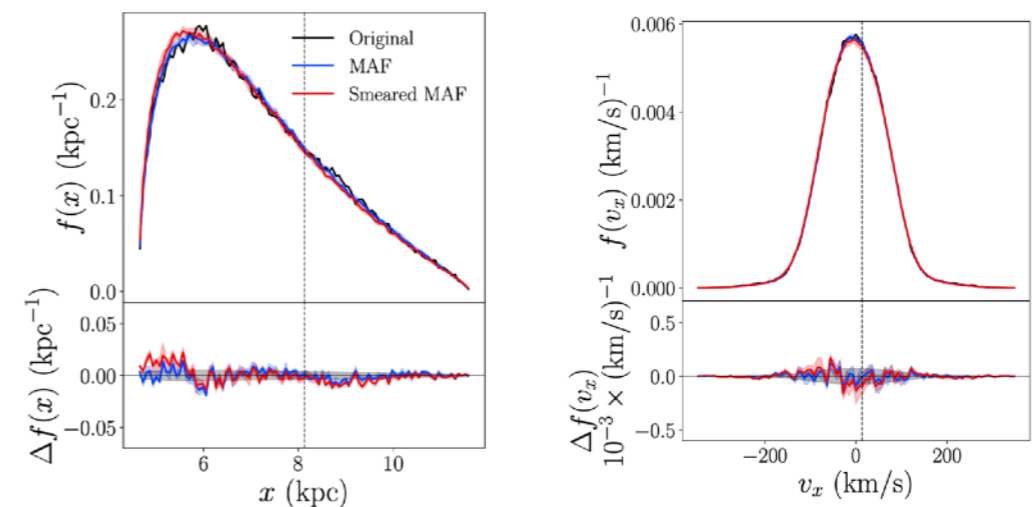 f(x) (kpc⁻¹)
0.2
0.1
0.0
Original
MAF
Smeared MAF
Δf(x) (kpc⁻¹)
0.05
0.00
−0.05
6 8 10
x (kpc)
f(vₓ) (km/s)⁻¹
0.006
0.004
0.002
0.000
Δf(vₓ)
10⁻³ × (km/s)⁻¹
0.5
0.0
−0.5
−200 0 200
vₓ (km/s)